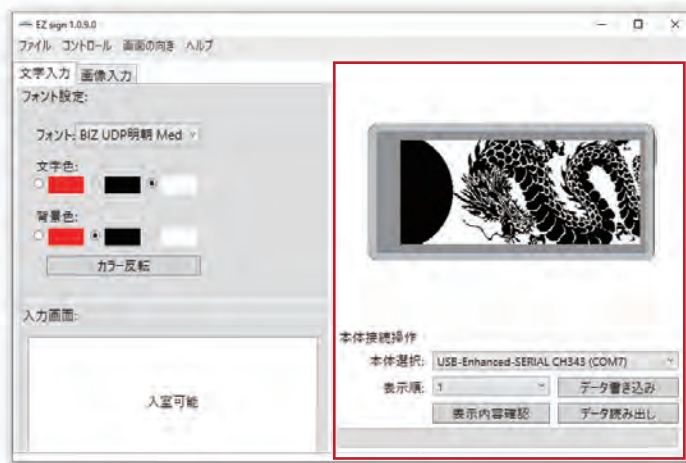 EZ sign 1.0.9.0
ファイル コントロール 画面の向き ヘルプ
文字入力 画像入力
フォント設定:
フォント: BIZ UDP明朝 Med
文字色:
背景色:
カラー反転
入力画面:
入室可能
本体接続操作
本体選択: USB-Enhanced-SERIAL CH343 (COM7)
表示順: 1 データ書き込み
表示内容確認 データ読み出し